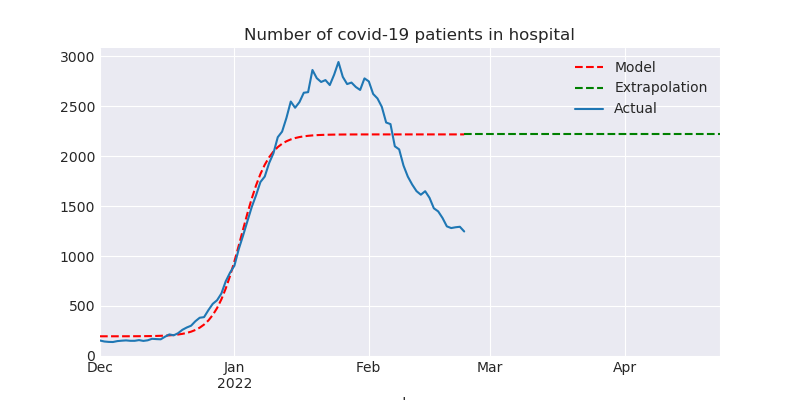 Number of covid-19 patients in hospital
3000
2500
2000
1500
1000
500
0
Model
Extrapolation
Actual
Dec
Jan
2022
Feb
Mar
Apr